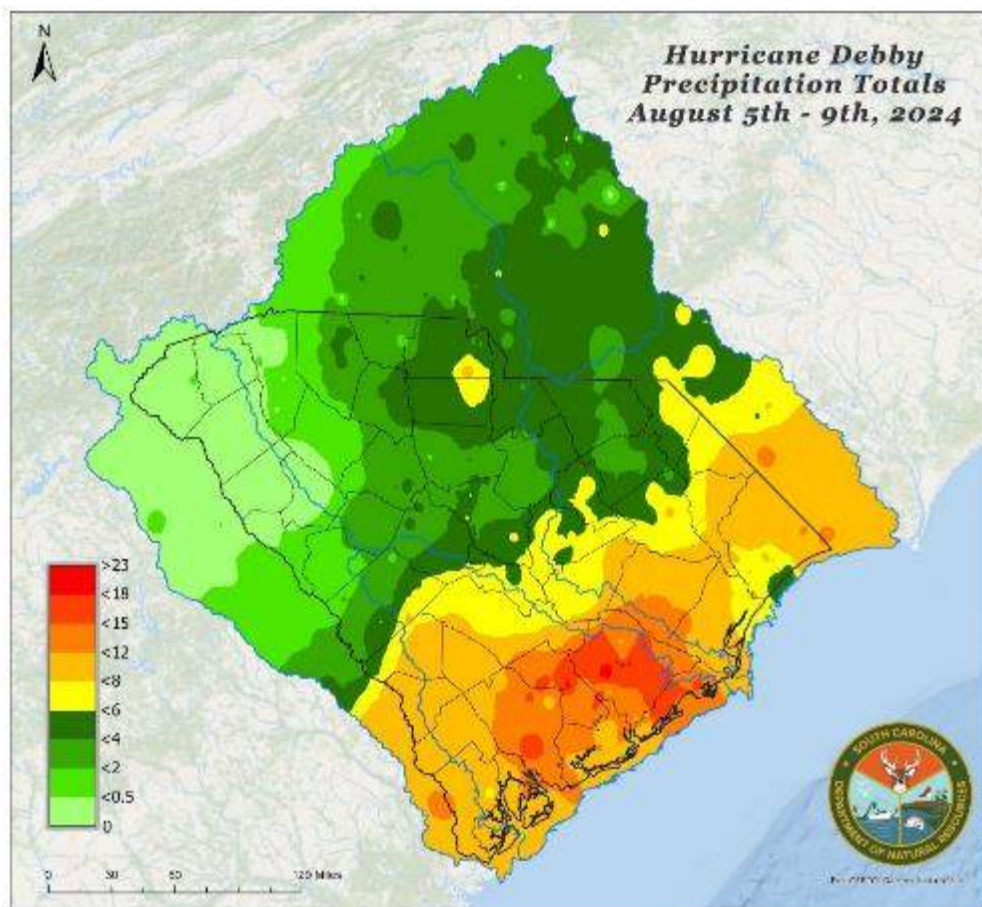 N
Hurricane Debby
Precipitation Totals
August 5th - 9th, 2024
>23
<18
<15
<12
<8
<6
<4
<2
<0.5
0
0 30 60 120 Miles
SOUTH CAROLINA
DEPARTMENT OF NATURAL RESOURCES